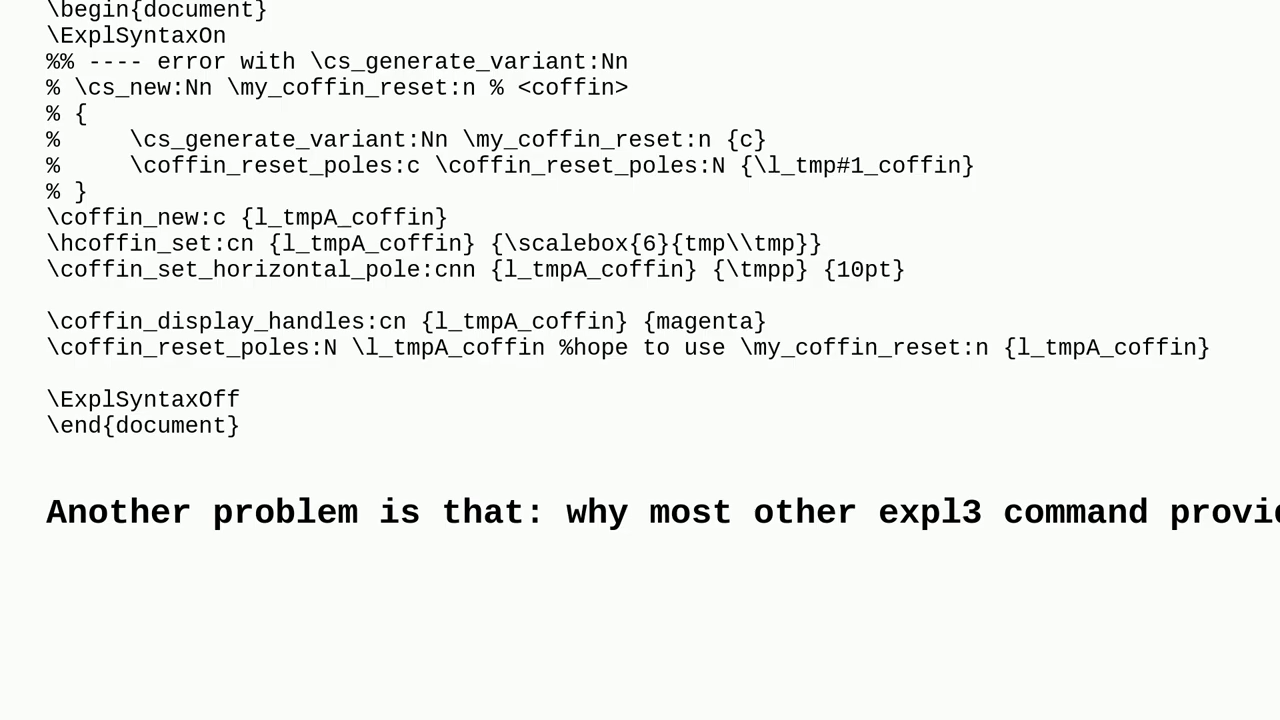 \begin{document}
\ExplSyntaxOn
%% ---- error with \cs_generate_variant:Nn
% \cs_new:Nn \my_coffin_reset:n % <coffin>
% {
%     \cs_generate_variant:Nn \my_coffin_reset:n {c}
%     \coffin_reset_poles:c \coffin_reset_poles:N {\l_tmp#1_coffin}
% }
\coffin_new:c {l_tmpA_coffin}
\hcoffin_set:cn {l_tmpA_coffin} {\scalebox{6}{tmp\\tmp}}
\coffin_set_horizontal_pole:cnn {l_tmpA_coffin} {\tmpp} {10pt}

\coffin_display_handles:cn {l_tmpA_coffin} {magenta}
\coffin_reset_poles:N \l_tmpA_coffin %hope to use \my_coffin_reset:n {l_tmpA_coffin}

\ExplSyntaxOff
\end{document}

Another problem is that: why most other expl3 command